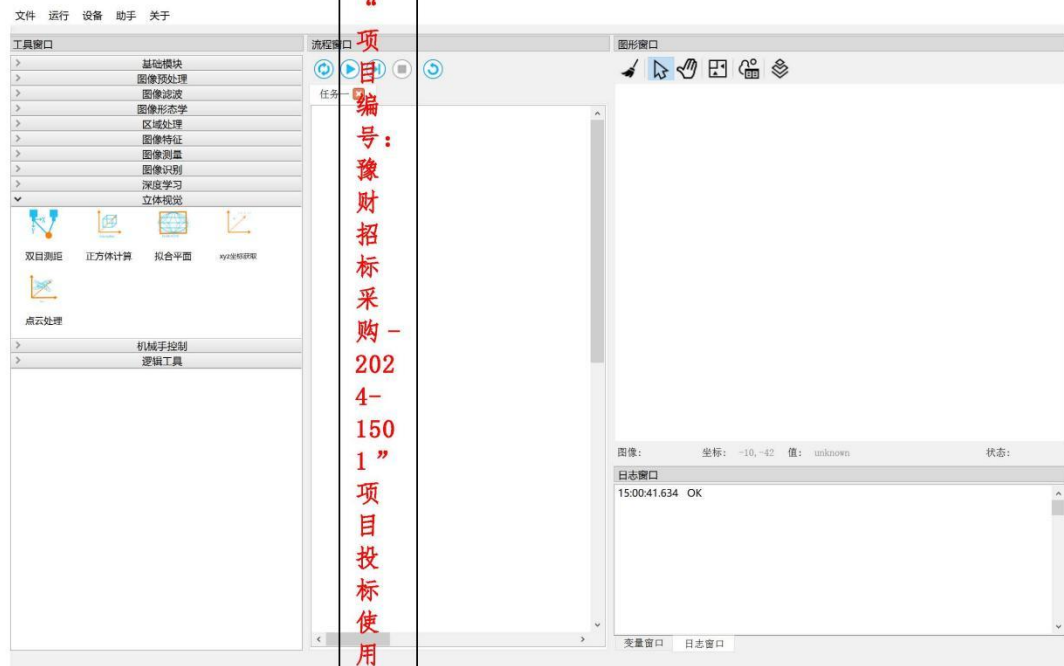 文件 运行 设备 助手 关于
工具窗口
基础模块
图像预处理
图像滤波
图像形态学
区域处理
图像特征
图像测量
图像识别
深度学习
立体视觉
双目测距 正方体计算 拟合平面 xyz坐标获取
点云处理
机械手控制
逻辑工具
流程窗口
任务一
图形窗口
图像: 坐标: -10,-42 值: unknown 状态:
日志窗口
15:00:41.634 OK
变量窗口 日志窗口
“
项
目
编
号：
豫
财
招
标
采
购-
202
4-
150
1”
项
目
投
标
使
用